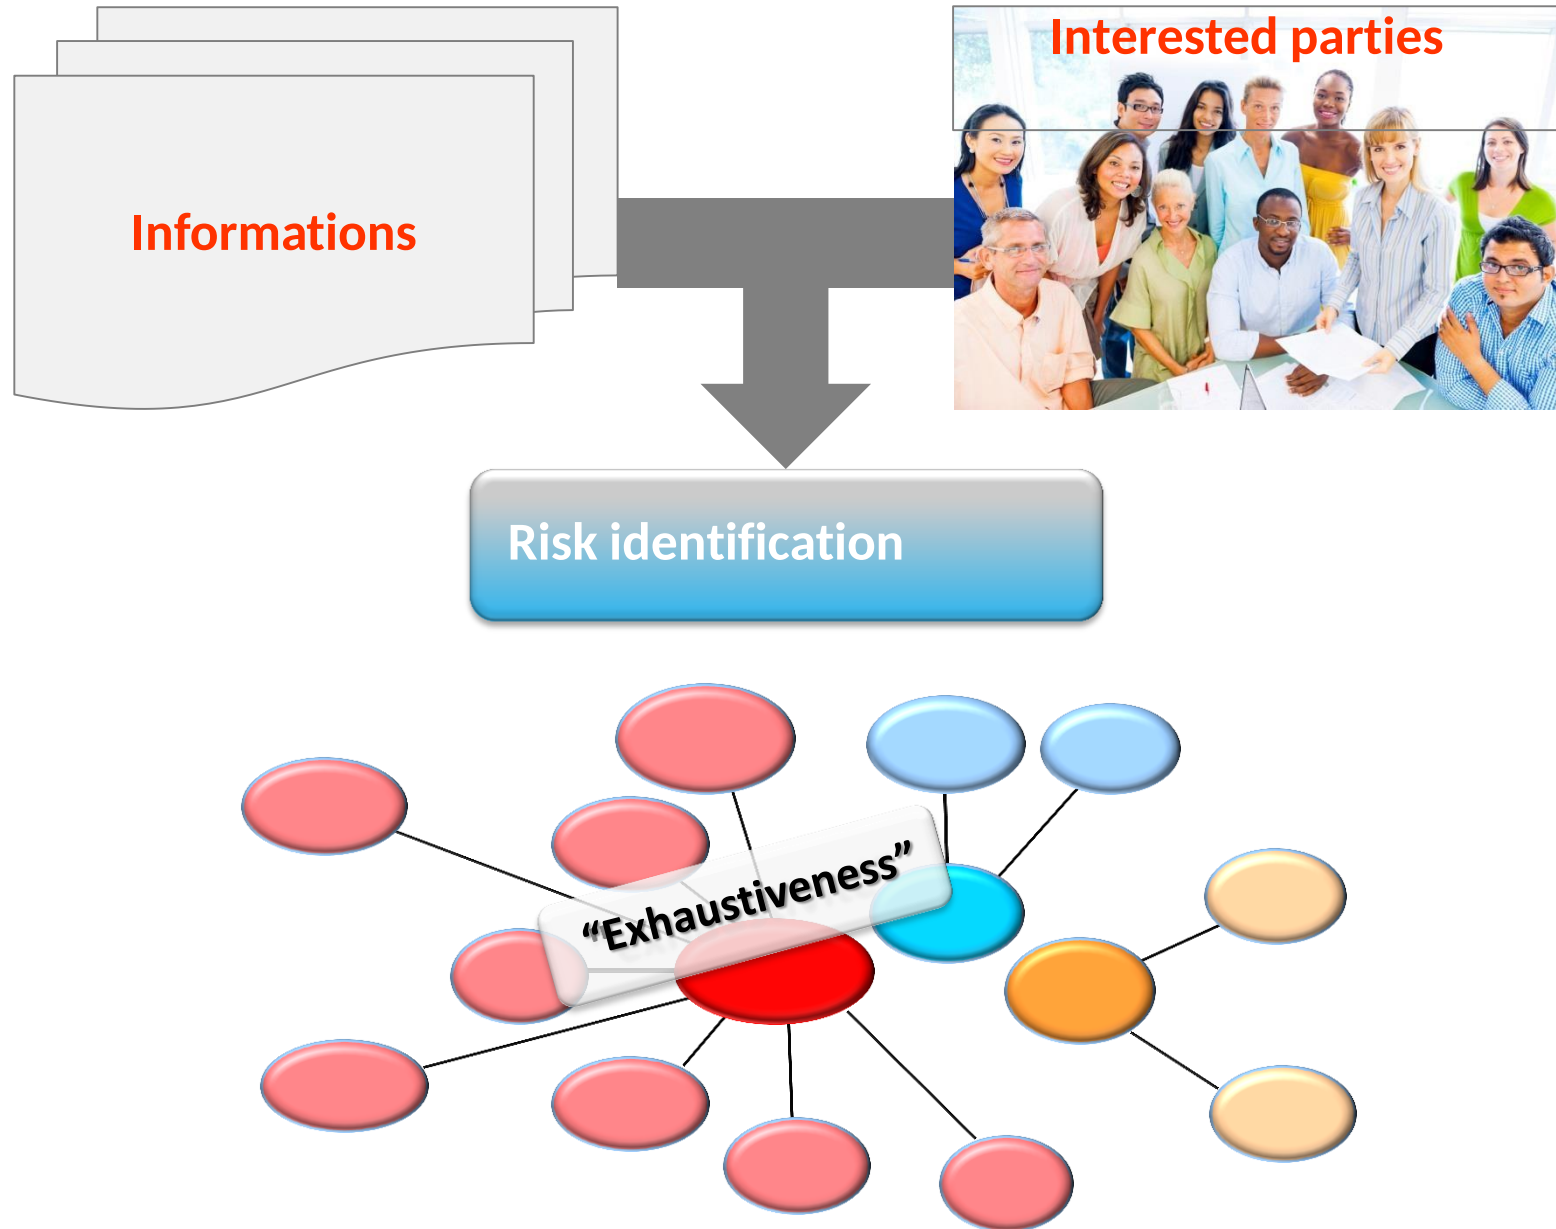 Interested parties
Informations
Risk identification
“Exhaustiveness”